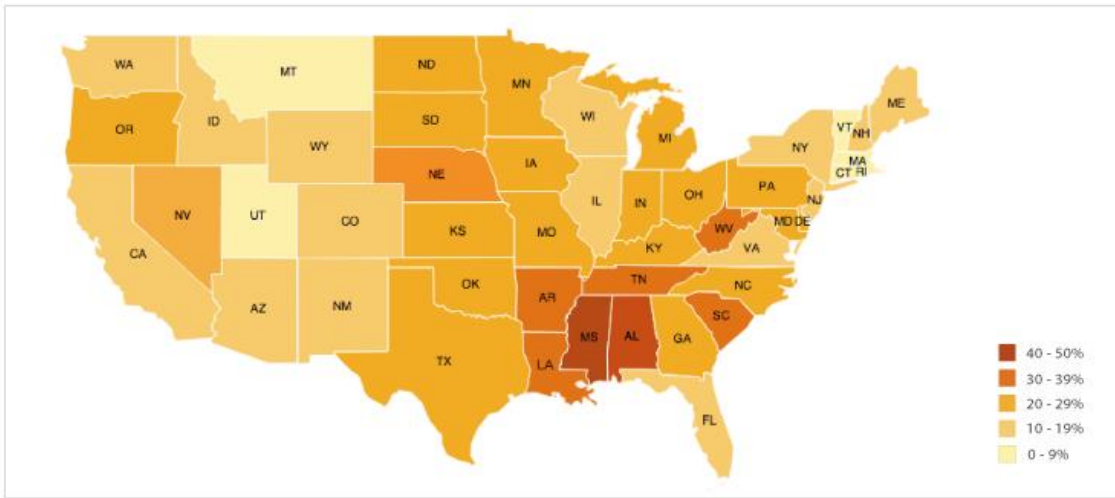 WA
MT
ND
MN
ME
OR
ID
SD
WI
VT NH
WY
MI
NY
MA
CT RI
IA
NE
PA
NV
UT
CO
IL
IN
OH
NJ
MD DE
CA
KS
MO
WV
VA
KY
AZ
NM
OK
AR
TN
NC
SC
TX
LA
MS
AL
GA
FL
40 - 50%
30 - 39%
20 - 29%
10 - 19%
0 - 9%